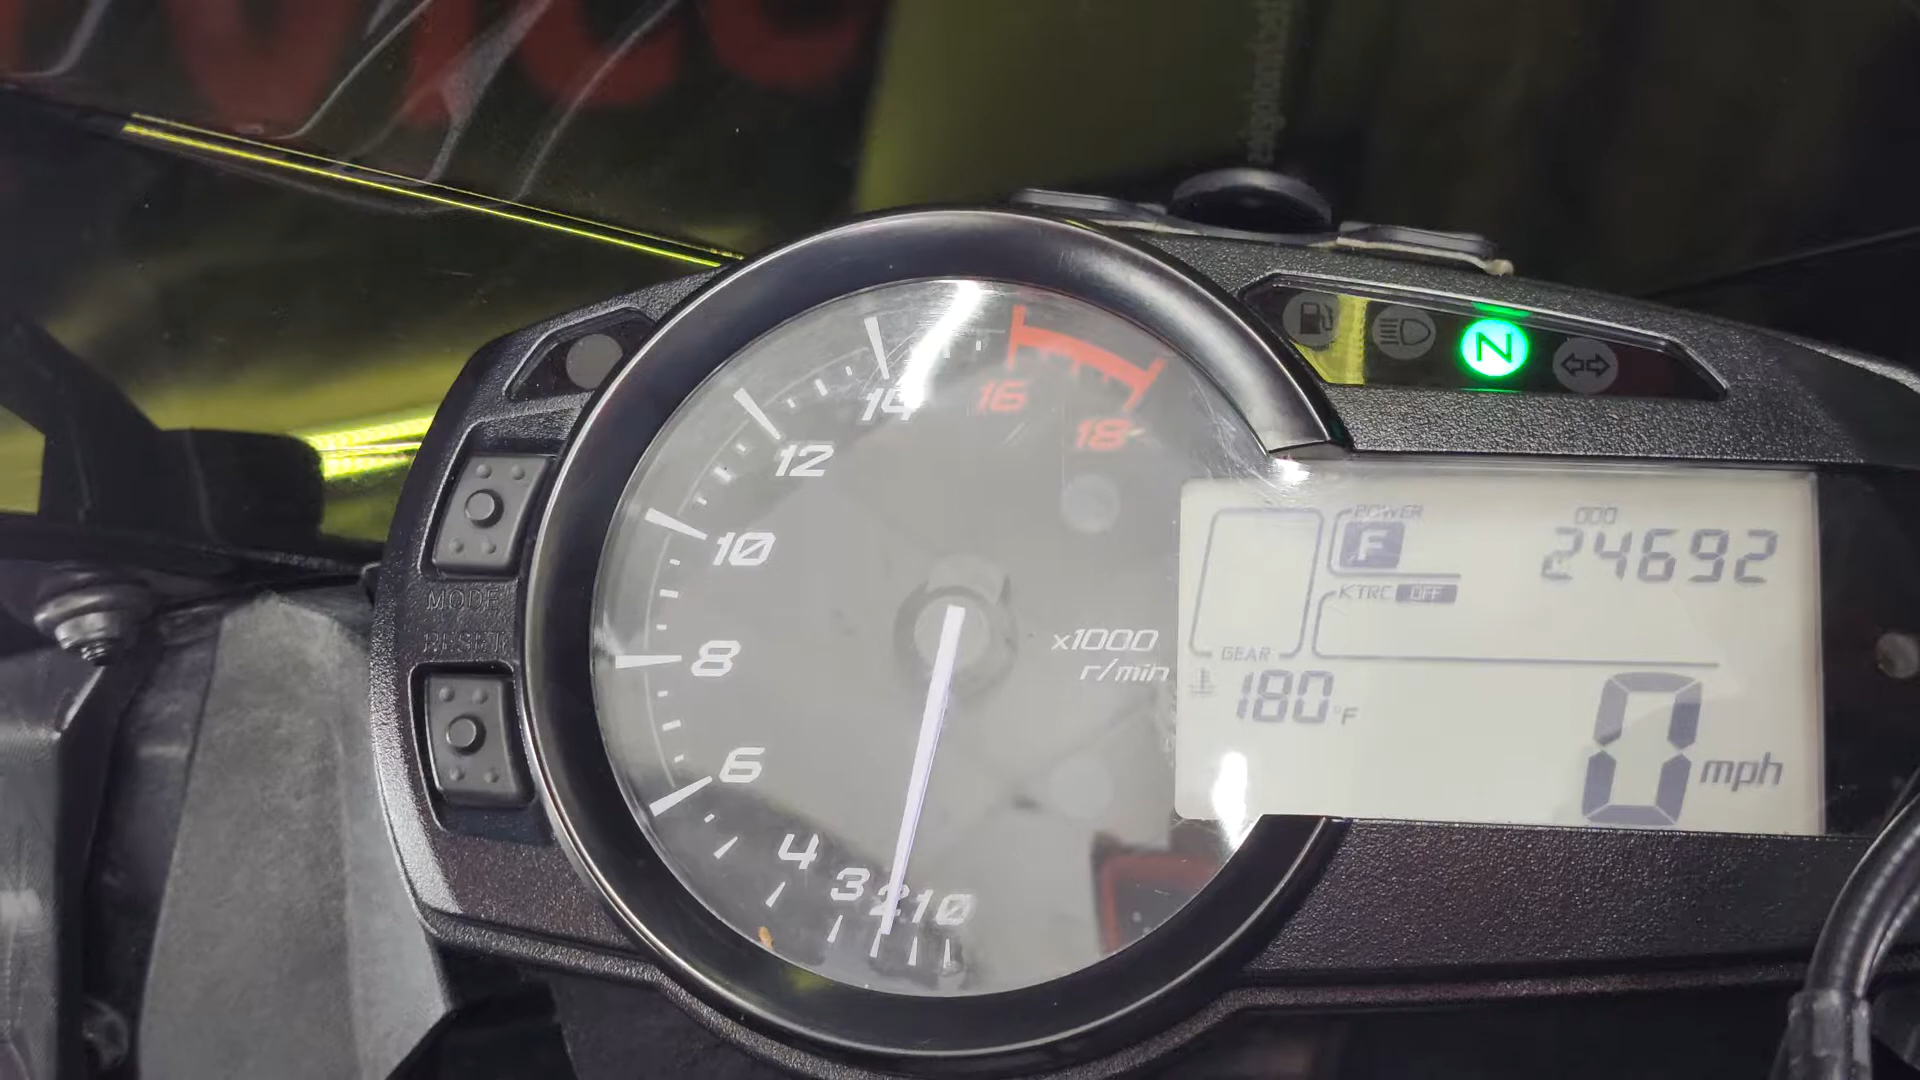 N
14
16
18
12
10
8
6
4
3
2
1
0
x1000
r/min
MODE
RESET
POWER
F
ODO
24692
KTRC OFF
GEAR
180 °F
0 mph